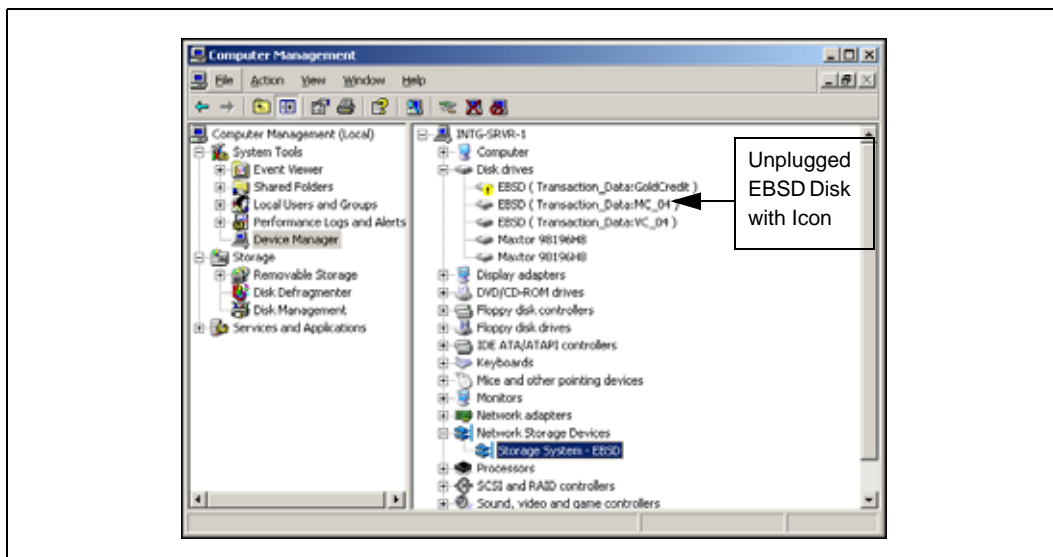 Computer Management
File Action View Window Help
Computer Management (Local)
System Tools
Event Viewer
Shared Folders
Local Users and Groups
Performance Logs and Alerts
Device Manager
Storage
Removable Storage
Disk Defragmenter
Disk Management
Services and Applications
INTG-SRVR-1
Computer
Disk drives
EBSD ( Transaction_Data:GoldCredit )
EBSD ( Transaction_Data:MC_04 )
EBSD ( Transaction_Data:VC_04 )
Maxtor 98196H8
Maxtor 98196H8
Display adapters
DVD/CD-ROM drives
Floppy disk controllers
Floppy disk drives
IDE ATA/ATAPI controllers
Keyboards
Mice and other pointing devices
Monitors
Network adapters
Network Storage Devices
Storage System - EBSD
Processors
SCSI and RAID controllers
Sound, video and game controllers
Unplugged
EBSD Disk
with Icon